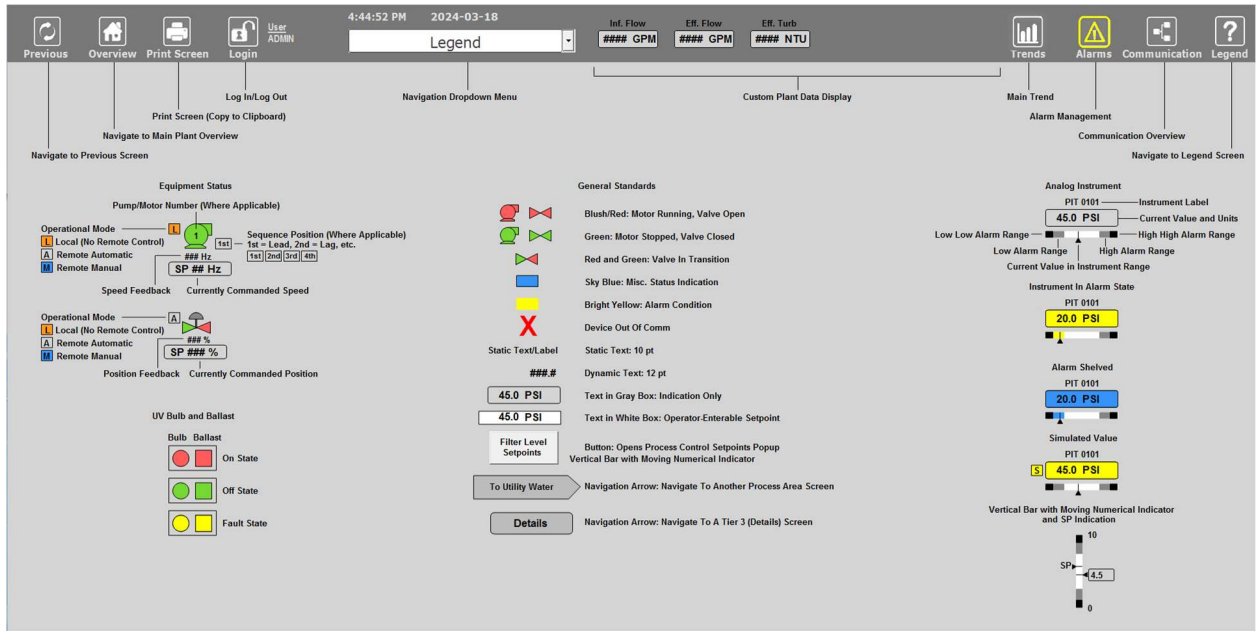 4:44:52 PM 2024-03-18
Previous Overview Print Screen Login
User
ADMIN
Legend
Inf. Flow Eff. Flow Eff. Turb
#### GPM #### GPM #### NTU
Trends Alarms Communication Legend
Log In/Log Out
Print Screen (Copy to Clipboard)
Navigate to Main Plant Overview
Navigate to Previous Screen
Navigation Dropdown Menu
Custom Plant Data Display
Main Trend
Alarm Management
Communication Overview
Navigate to Legend Screen
Equipment Status
Pump/Motor Number (Where Applicable)
Operational Mode L
L Local (No Remote Control)
A Remote Automatic
M Remote Manual
1
1st
Sequence Position (Where Applicable)
1st = Lead, 2nd = Lag, etc.
1st 2nd 3rd 4th
### Hz
SP ## Hz
Speed Feedback Currently Commanded Speed
Operational Mode A
L Local (No Remote Control)
A Remote Automatic
M Remote Manual
### %
SP ### %
Position Feedback Currently Commanded Position
UV Bulb and Ballast
Bulb Ballast
On State
Off State
Fault State
General Standards
Blush/Red: Motor Running, Valve Open
Green: Motor Stopped, Valve Closed
Red and Green: Valve In Transition
Sky Blue: Misc. Status Indication
Bright Yellow: Alarm Condition
X Device Out Of Comm
Static Text/Label Static Text: 10 pt
###.# Dynamic Text: 12 pt
45.0 PSI Text in Gray Box: Indication Only
45.0 PSI Text in White Box: Operator-Enterable Setpoint
Filter Level
Setpoints
Button: Opens Process Control Setpoints Popup
Vertical Bar with Moving Numerical Indicator
To Utility Water Navigation Arrow: Navigate To Another Process Area Screen
Details Navigation Arrow: Navigate To A Tier 3 (Details) Screen
Analog Instrument
PIT 0101 Instrument Label
45.0 PSI Current Value and Units
Low Low Alarm Range High High Alarm Range
Low Alarm Range High Alarm Range
Current Value in Instrument Range
Instrument In Alarm State
PIT 0101
20.0 PSI
Alarm Shelved
PIT 0101
20.0 PSI
Simulated Value
PIT 0101
S 45.0 PSI
Vertical Bar with Moving Numerical Indicator
and SP Indication
10
SP
4.5
0